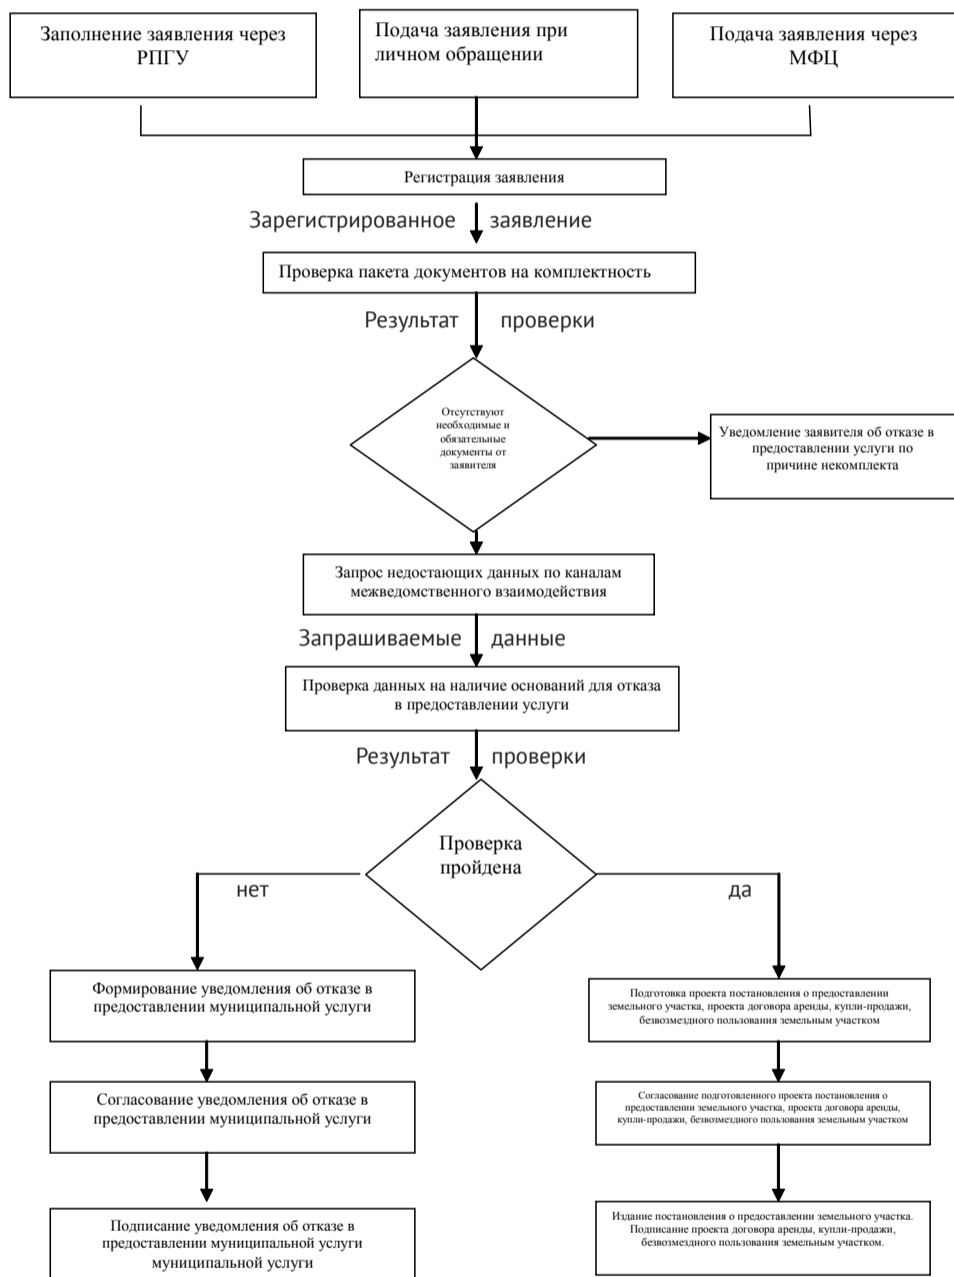 Заполнение заявления через
РПГУ
Подача заявления при
личном обращении
Подача заявления через
МФЦ
Регистрация заявления
Зарегистрированное заявление
Проверка пакета документов на комплектность
Результат проверки
Отсутствуют
необходимые и
обязательные
документы от
заявителя
Уведомление заявителя об отказе в
предоставлении услуги по
причине некомплекта
Запрос недостающих данных по каналам
межведомственного взаимодействия
Запрашиваемые данные
Проверка данных на наличие оснований для отказа
в предоставлении услуги
Результат проверки
Проверка
пройдена
нет
да
Формирование уведомления об отказе в
предоставлении муниципальной услуги
Подготовка проекта постановления о предоставлении
земельного участка, проекта договора аренды, купли-продажи,
безвозмездного пользования земельным участком
Согласование уведомления об отказе в
предоставлении муниципальной услуги
Согласование подготовленного проекта постановления о
предоставлении земельного участка, проекта договора аренды,
купли-продажи, безвозмездного пользования земельным участком
Подписание уведомления об отказе в
предоставлении муниципальной услуги
муниципальной услуги
Издание постановления о предоставлении земельного участка.
Подписание проекта договора аренды, купли-продажи,
безвозмездного пользования земельным участком.